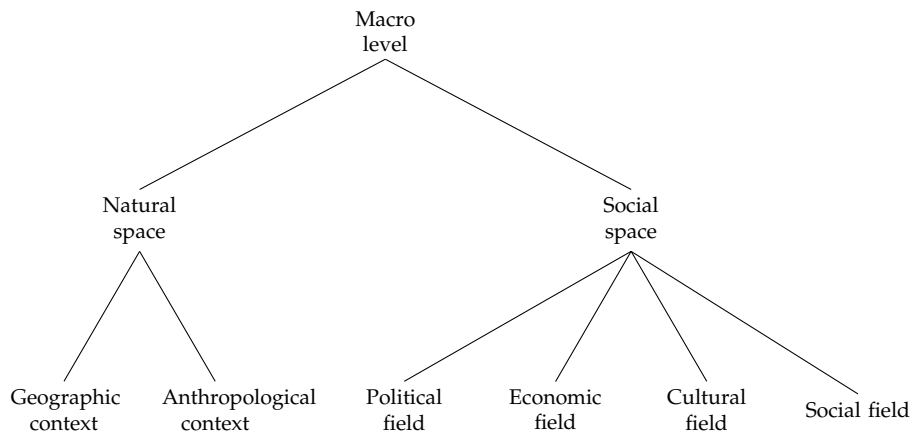 Macro
level
Natural
space
Social
space
Geographic
context
Anthropological
context
Political
field
Economic
field
Cultural
field
Social field